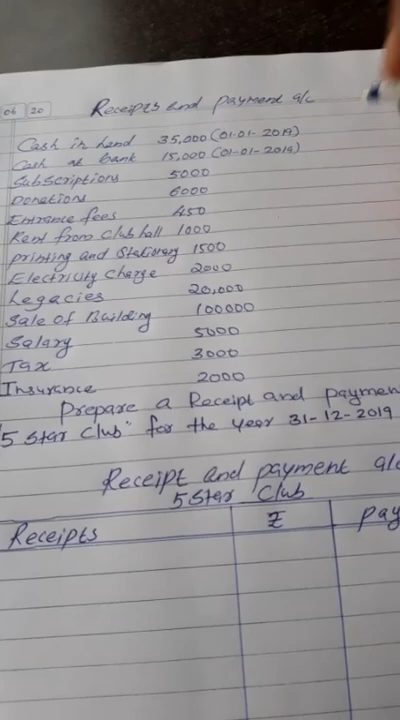 06 20
Receipts and payment a/c
Cash in hand 35,000 (01-01-2019)
Cash at bank 15,000 (01-01-2019)
Subscriptions 5000
Donations 6000
Entrance fees 450
Rent from Club hall 1000
printing and Stationery 1500
Electricity Charge 2000
Legacies 20,000
Sale of Building 100000
Salary 5000
Tax 3000
Insurance 2000
Prepare a Receipt and Paymen
"5 Star Club" for the year 31-12-2019
Receipt and payment a/c
5 Star Club
Receipts ₹ Pay